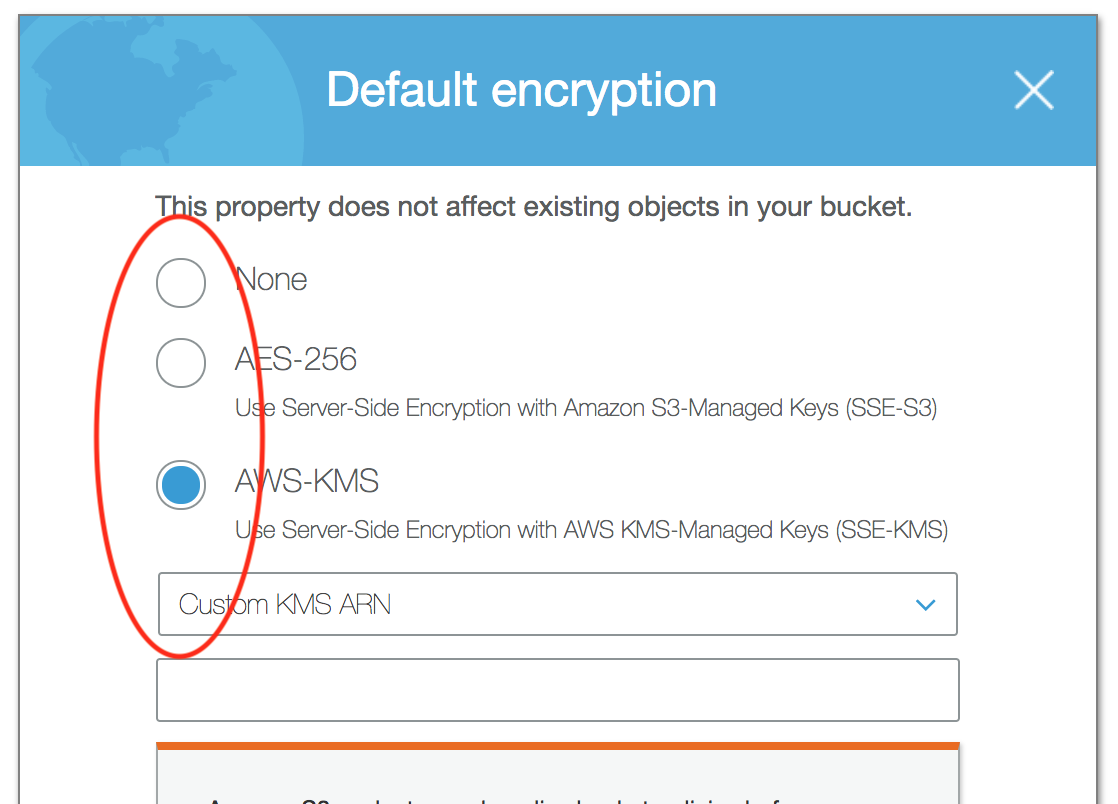 Default encryption
This property does not affect existing objects in your bucket.
None
AES-256
Use Server-Side Encryption with Amazon S3-Managed Keys (SSE-S3)
AWS-KMS
Use Server-Side Encryption with AWS KMS-Managed Keys (SSE-KMS)
Custom KMS ARN